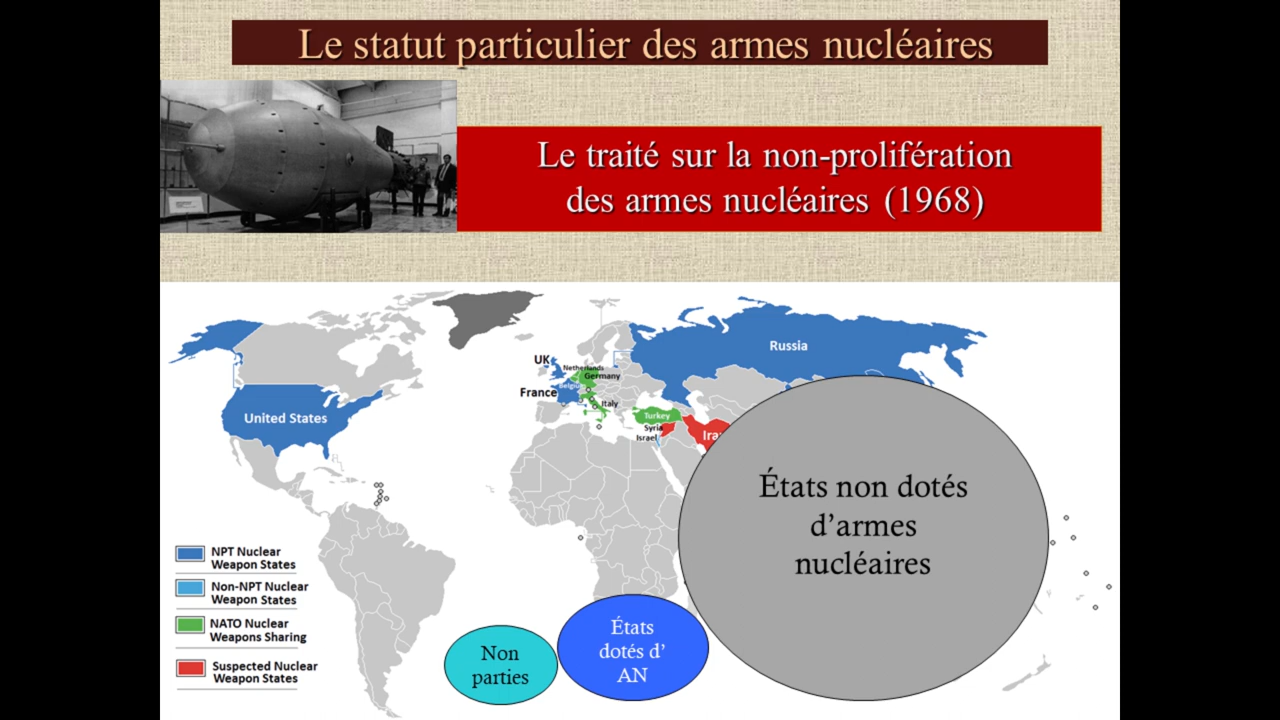 Le statut particulier des armes nucléaires
Le traité sur la non-prolifération
des armes nucléaires (1968)
Russia
UK
Netherlands
Germany
Belgiu
France
Italy
United States
Turkey
Syria
Israel
Ira
États non dotés
d’armes
nucléaires
NPT Nuclear
Weapon States
Non-NPT Nuclear
Weapon States
NATO Nuclear
Weapons Sharing
Suspected Nuclear
Weapon States
Non
parties
États
dotés d’
AN